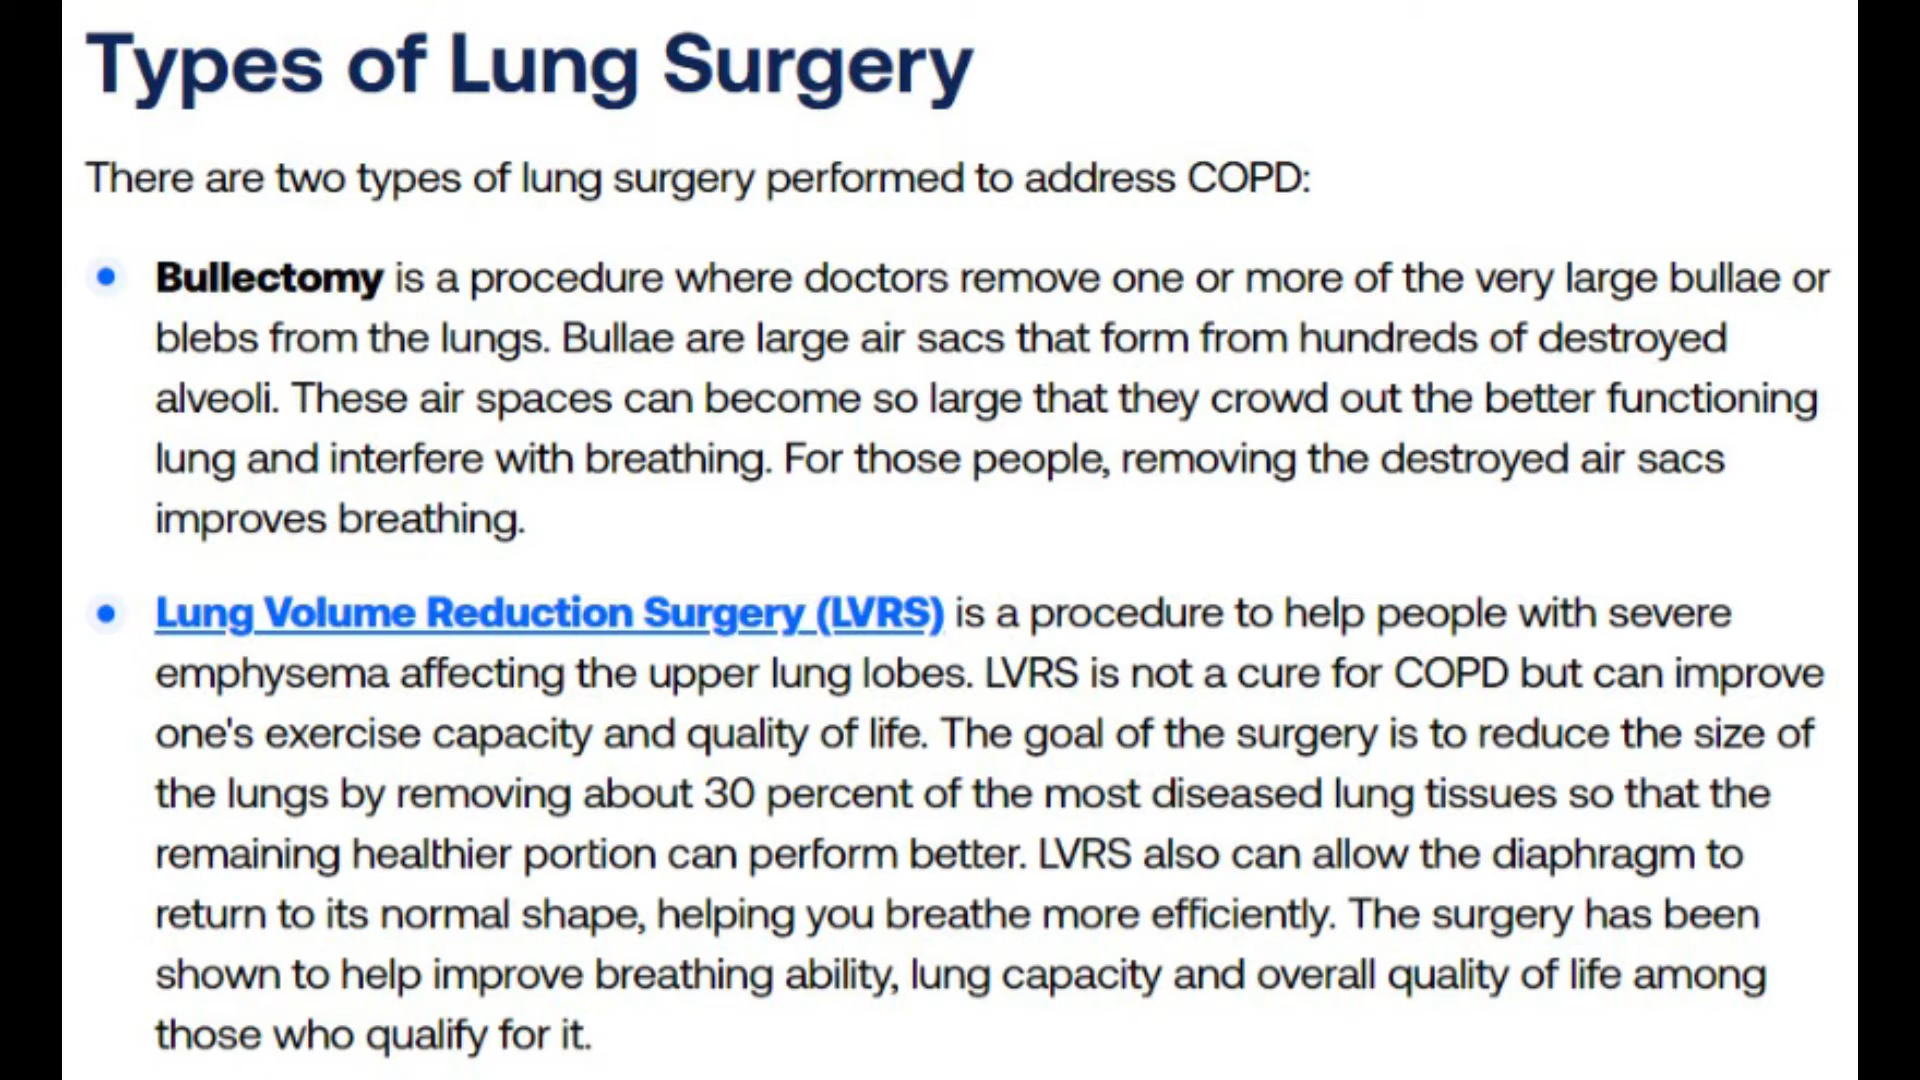 Types of Lung Surgery
There are two types of lung surgery performed to address COPD:
Bullectomy is a procedure where doctors remove one or more of the very large bullae or
blebs from the lungs. Bullae are large air sacs that form from hundreds of destroyed
alveoli. These air spaces can become so large that they crowd out the better functioning
lung and interfere with breathing. For those people, removing the destroyed air sacs
improves breathing.
Lung Volume Reduction Surgery (LVRS) is a procedure to help people with severe
emphysema affecting the upper lung lobes. LVRS is not a cure for COPD but can improve
one's exercise capacity and quality of life. The goal of the surgery is to reduce the size of
the lungs by removing about 30 percent of the most diseased lung tissues so that the
remaining healthier portion can perform better. LVRS also can allow the diaphragm to
return to its normal shape, helping you breathe more efficiently. The surgery has been
shown to help improve breathing ability, lung capacity and overall quality of life among
those who qualify for it.